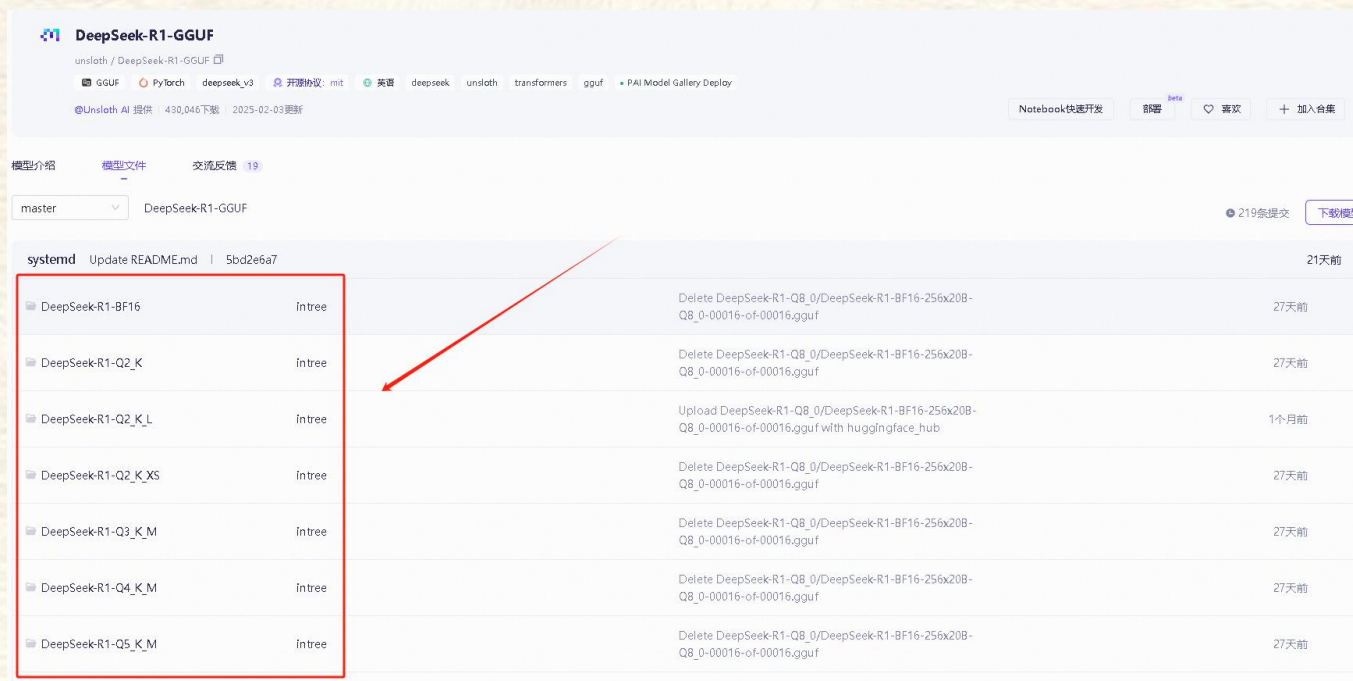 DeepSeek-R1-GGUF
unsloth / DeepSeek-R1-GGUF
GGUF PyTorch deepseek_v3 开源协议: mit 英语 deepseek unsloth transformers gguf • PAI Model Gallery Deploy
@Unsloth AI 提供 430,046下载 2025-02-03更新
Notebook快速开发 部署 beta 喜欢 + 加入合集
模型介绍 模型文件 交流反馈 19
master DeepSeek-R1-GGUF
219条提交 下载模型
systemd Update README.md | 5bd2e6a7 21天前
DeepSeek-R1-BF16 intree Delete DeepSeek-R1-Q8_0/DeepSeek-R1-BF16-256x20B-
Q8_0-00016-of-00016.gguf 27天前
DeepSeek-R1-Q2_K intree Delete DeepSeek-R1-Q8_0/DeepSeek-R1-BF16-256x20B-
Q8_0-00016-of-00016.gguf 27天前
DeepSeek-R1-Q2_K_L intree Upload DeepSeek-R1-Q8_0/DeepSeek-R1-BF16-256x20B-
Q8_0-00016-of-00016.gguf with huggingface_hub 1个月前
DeepSeek-R1-Q2_K_XS intree Delete DeepSeek-R1-Q8_0/DeepSeek-R1-BF16-256x20B-
Q8_0-00016-of-00016.gguf 27天前
DeepSeek-R1-Q3_K_M intree Delete DeepSeek-R1-Q8_0/DeepSeek-R1-BF16-256x20B-
Q8_0-00016-of-00016.gguf 27天前
DeepSeek-R1-Q4_K_M intree Delete DeepSeek-R1-Q8_0/DeepSeek-R1-BF16-256x20B-
Q8_0-00016-of-00016.gguf 27天前
DeepSeek-R1-Q5_K_M intree Delete DeepSeek-R1-Q8_0/DeepSeek-R1-BF16-256x20B-
Q8_0-00016-of-00016.gguf 27天前